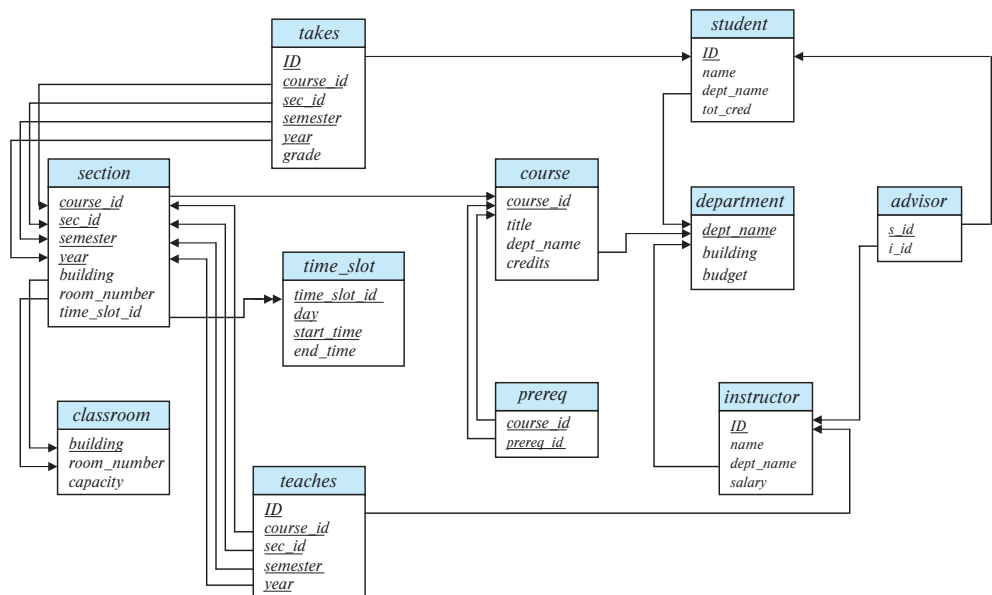 takes
ID
course_id
sec_id
semester
year
grade
student
ID
name
dept_name
tot_cred
section
course_id
sec_id
semester
year
building
room_number
time_slot_id
course
course_id
title
dept_name
credits
department
dept_name
building
budget
advisor
s_id
i_id
time_slot
time_slot_id
day
start_time
end_time
prereq
course_id
prereq_id
instructor
ID
name
dept_name
salary
classroom
building
room_number
capacity
teaches
ID
course_id
sec_id
semester
year